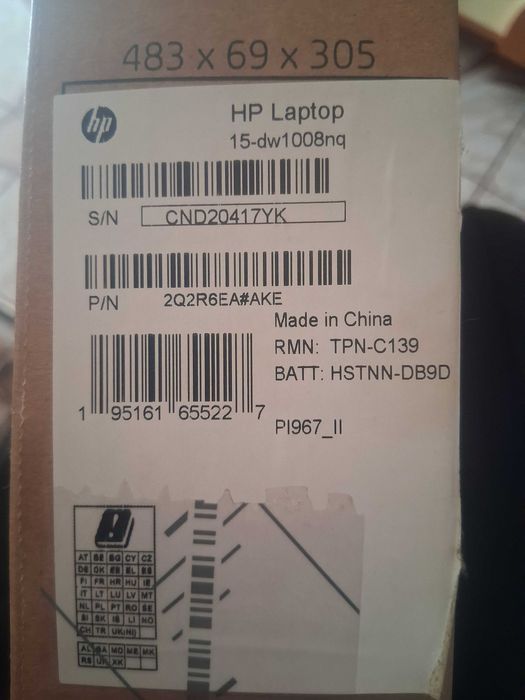 483 x 69 x 305
hp
HP Laptop
15-dw1008nq
S/N CND20417YK
P/N 2Q2R6EA#AKE
Made in China
RMN: TPN-C139
BATT: HSTNN-DB9D
1 95161 65522 7
PI967_II
AT BE BG CY CZ
DE DK EE EL ES
FI FR HR HU IE
IT LT LU LV MT
NL PL PT RO SE
SI SK IS LI NO
CH TR UK(NI)
AL BA MD ME MK
RS UA XK